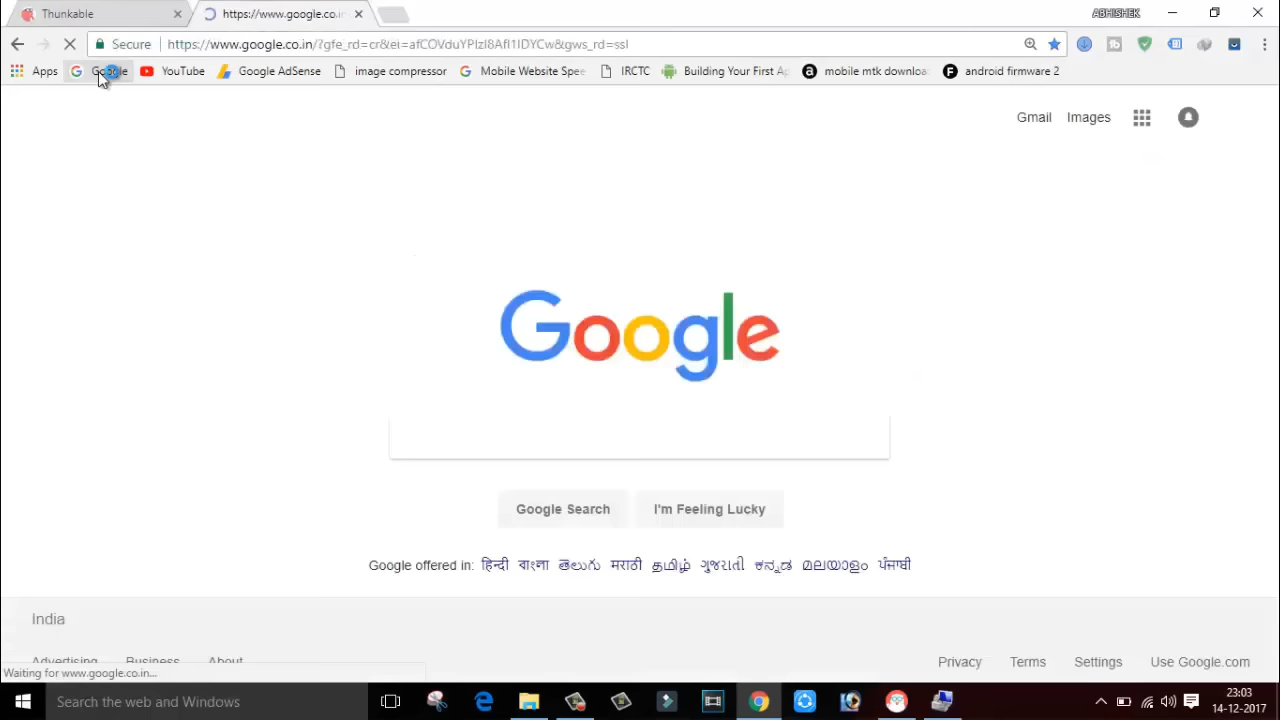 Thunkable
https://www.google.co.in
ABHISHEK
Secure
https://www.google.co.in/?gfe_rd=cr&ei=afCOVduYPIzI8AfI1IDYCw&gws_rd=ssl
Apps
Google
YouTube
Google AdSense
image compressor
Mobile Website Spee
IRCTC
Building Your First Ap
mobile mtk downloa
android firmware 2
Gmail
Images
Google
Google Search
I'm Feeling Lucky
Google offered in: हिन्दी বাংলা తెలుగు मराठी தமிழ் ગુજરાતી ಕನ್ನಡ മലയാളം ਪੰਜਾਬੀ
India
Advertising
Business
About
Privacy
Terms
Settings
Use Google.com
Waiting for www.google.co.in...
Search the web and Windows
23:03
14-12-2017